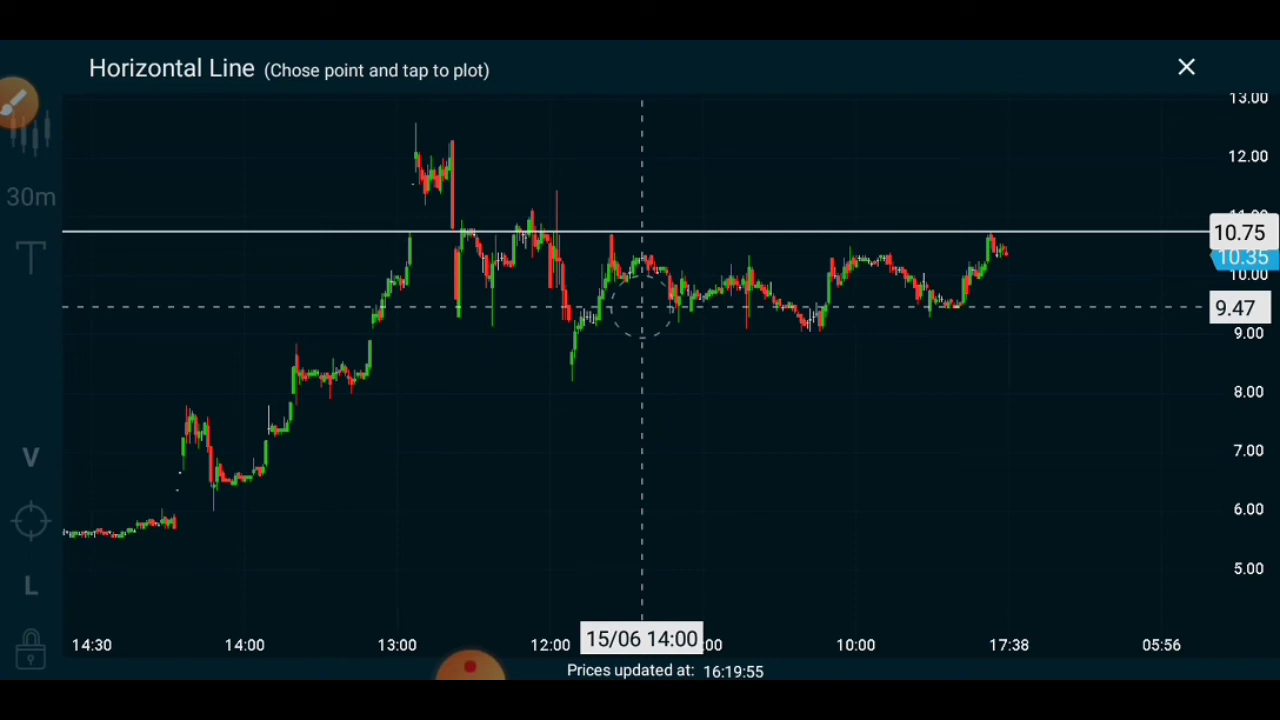 Horizontal Line (Chose point and tap to plot)
13.00
12.00
30m
11.00
10.75
10.35
10.00
9.47
9.00
8.00
7.00
V
6.00
5.00
L
14:30 14:00 13:00 12:00 15/06 14:00 10:00 17:38 05:56
Prices updated at: 16:19:55